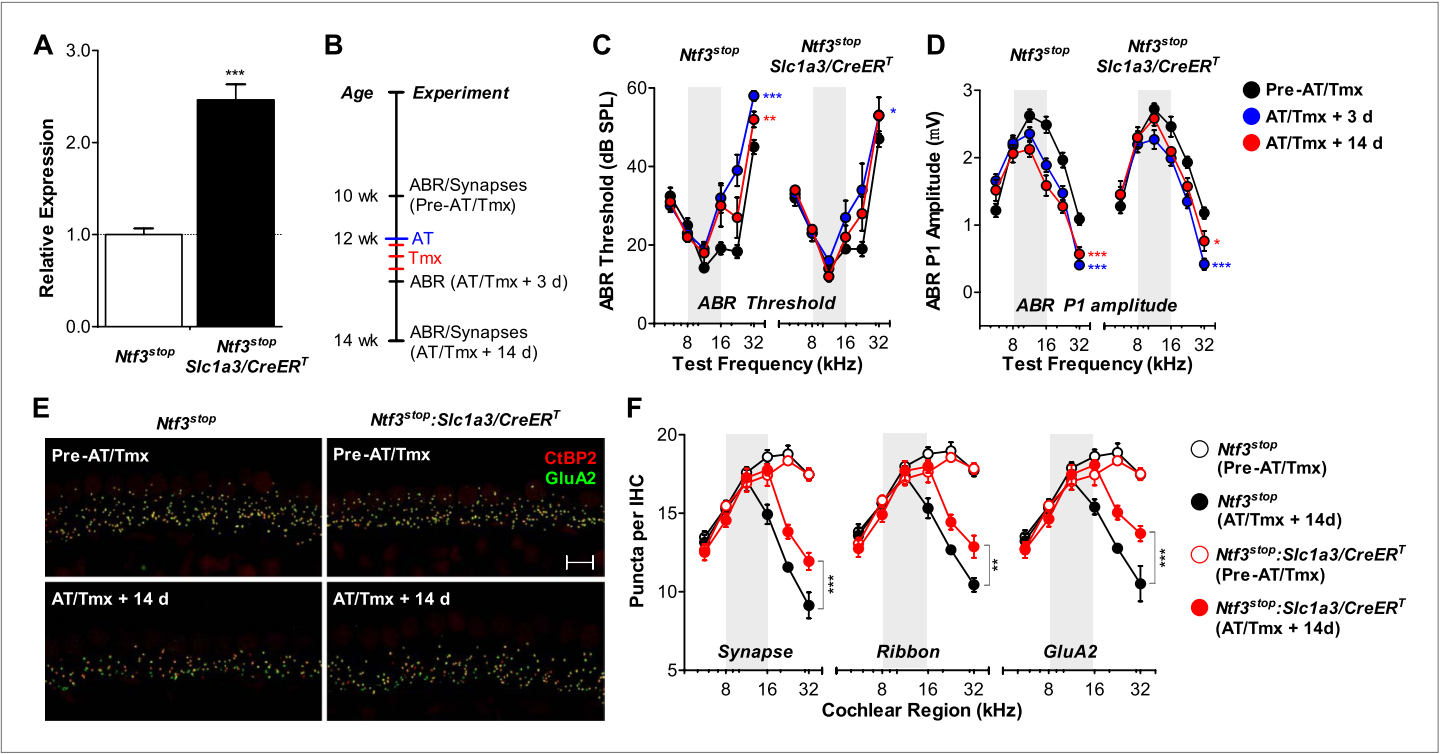 A
3.0
2.0
1.0
0.0
Relative Expression
***
Ntf3stop
Ntf3stop
Slc1a3/CreERT
B
Age Experiment
10 wk ABR/Synapses
(Pre-AT/Tmx)
12 wk AT
Tmx
ABR (AT/Tmx + 3 d)
14 wk ABR/Synapses
(AT/Tmx + 14 d)
C
Ntf3stop
Ntf3stop
Slc1a3/CreERT
60
40
20
0
ABR Threshold (dB SPL)
***
**
*
ABR Threshold
8 16 32 8 16 32
Test Frequency (kHz)
D
Ntf3stop
Ntf3stop
Slc1a3/CreERT
3
2
1
0
ABR P1 Amplitude (mV)
***
***
*
***
ABR P1 amplitude
8 16 32 8 16 32
Test Frequency (kHz)
Pre-AT/Tmx
AT/Tmx + 3 d
AT/Tmx + 14 d
E
Ntf3stop
Ntf3stop:Slc1a3/CreERT
Pre-AT/Tmx
Pre-AT/Tmx
CtBP2
GluA2
AT/Tmx + 14 d
AT/Tmx + 14 d
F
20
15
10
5
Puncta per IHC
***
**
***
Synapse
Ribbon
GluA2
8 16 32 8 16 32 8 16 32
Cochlear Region (kHz)
Ntf3stop
(Pre-AT/Tmx)
Ntf3stop
(AT/Tmx + 14d)
Ntf3stop:Slc1a3/CreERT
(Pre-AT/Tmx)
Ntf3stop:Slc1a3/CreERT
(AT/Tmx + 14d)